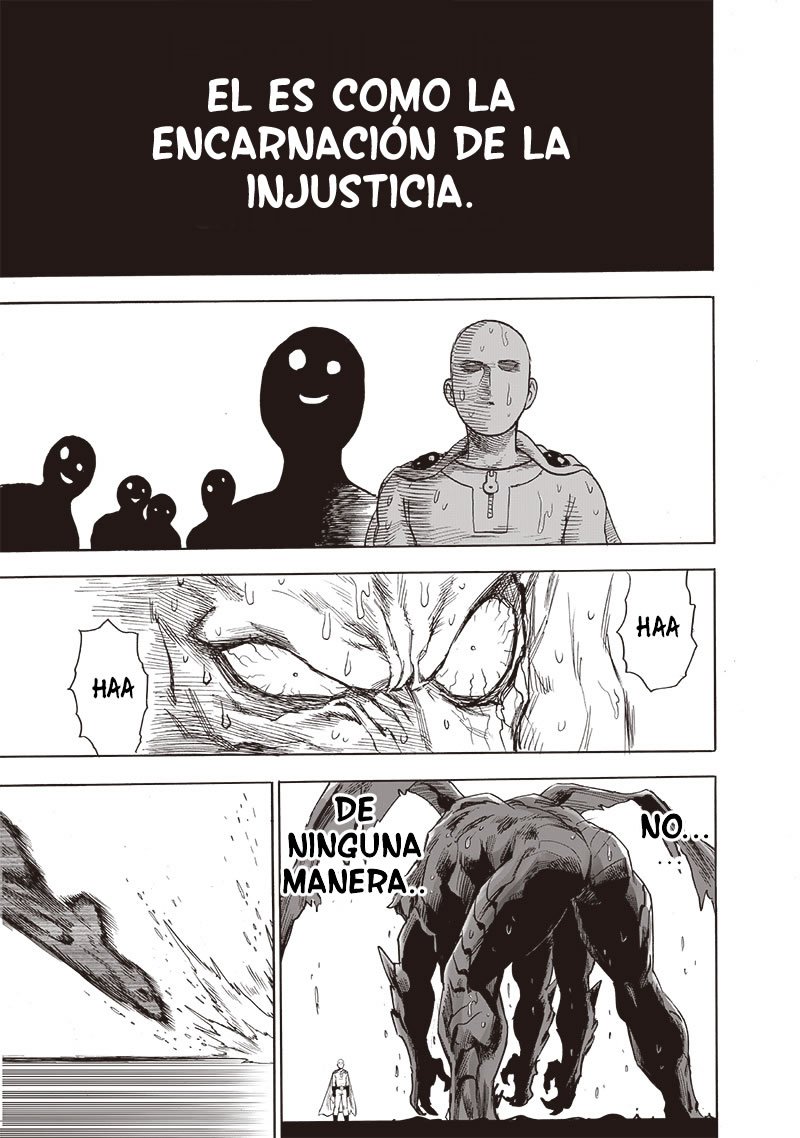 EL ES COMO LA
ENCARNACIÓN DE LA
INJUSTICIA.
HAA
HAA
NO...
DE
NINGUNA
MANERA..